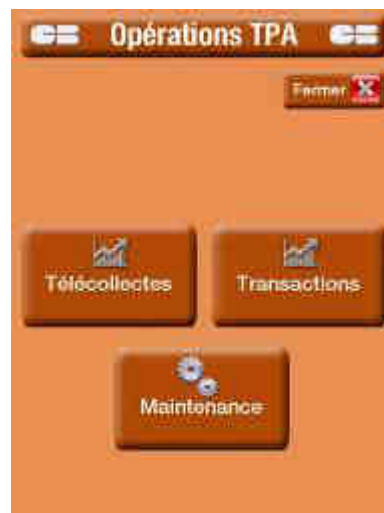 Opérations TPA
Fermer
Télécollectes
Transactions
Maintenance